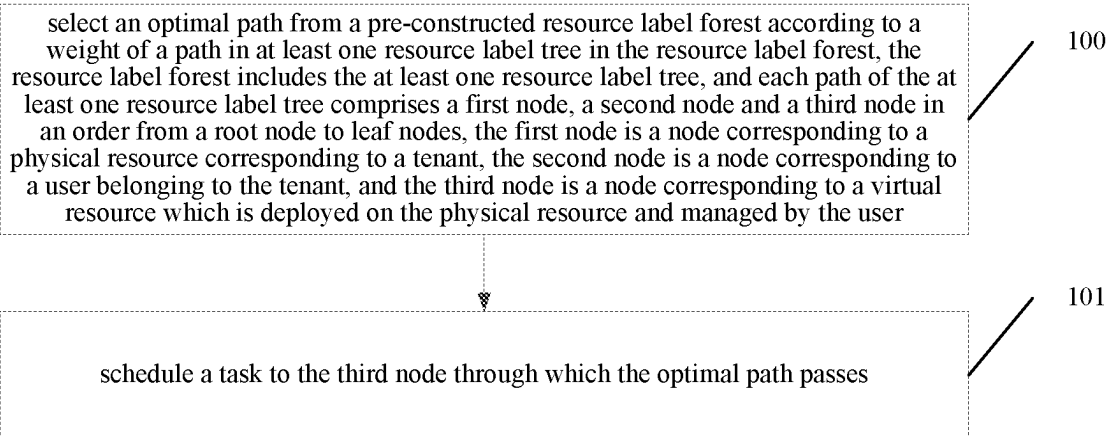 select an optimal path from a pre-constructed resource label forest according to a
weight of a path in at least one resource label tree in the resource label forest, the
resource label forest includes the at least one resource label tree, and each path of the at
least one resource label tree comprises a first node, a second node and a third node in
an order from a root node to leaf nodes, the first node is a node corresponding to a
physical resource corresponding to a tenant, the second node is a node corresponding to
a user belonging to the tenant, and the third node is a node corresponding to a virtual
resource which is deployed on the physical resource and managed by the user
100
schedule a task to the third node through which the optimal path passes
101